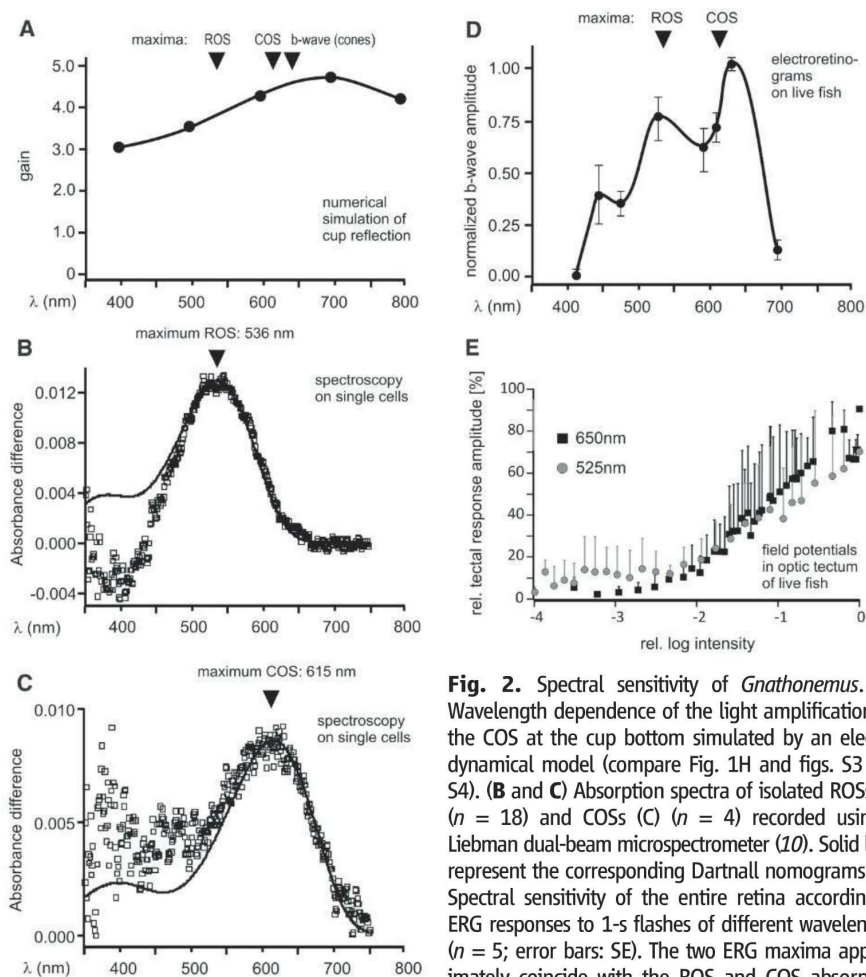 A
maxima: ROS COS b-wave (cones)
5.0
4.0
3.0
2.0
1.0
0
gain
numerical
simulation of
cup reflection
λ (nm) 400 500 600 700 800
B
maximum ROS: 536 nm
spectroscopy
on single cells
0.012
0.008
0.004
0.000
-0.004
Absorbance difference
λ (nm) 400 500 600 700 800
C
maximum COS: 615 nm
spectroscopy
on single cells
0.010
0.005
0.000
Absorbance difference
λ (nm) 400 500 600 700 800
D
maxima: ROS COS
electroretino-
grams
on live fish
1.00
0.75
0.50
0.25
0.00
normalized b-wave amplitude
λ (nm) 400 500 600 700 800
E
100
80
60
40
20
0
rel. tectal response amplitude [%]
650nm
525nm
field potentials
in optic tectum
of live fish
-4 -3 -2 -1 0
rel. log intensity
Fig. 2. Spectral sensitivity of Gnathonemus.
Wavelength dependence of the light amplification
the COS at the cup bottom simulated by an elec
dynamical model (compare Fig. 1H and figs. S3
S4). (B and C) Absorption spectra of isolated ROS
(n = 18) and COSs (C) (n = 4) recorded usin
Liebman dual-beam microspectrometer (10). Solid
represent the corresponding Dartnall nomograms
Spectral sensitivity of the entire retina accordin
ERG responses to 1-s flashes of different wavelen
(n = 5; error bars: SE). The two ERG maxima app
imately coincide with the ROS and COS absorp